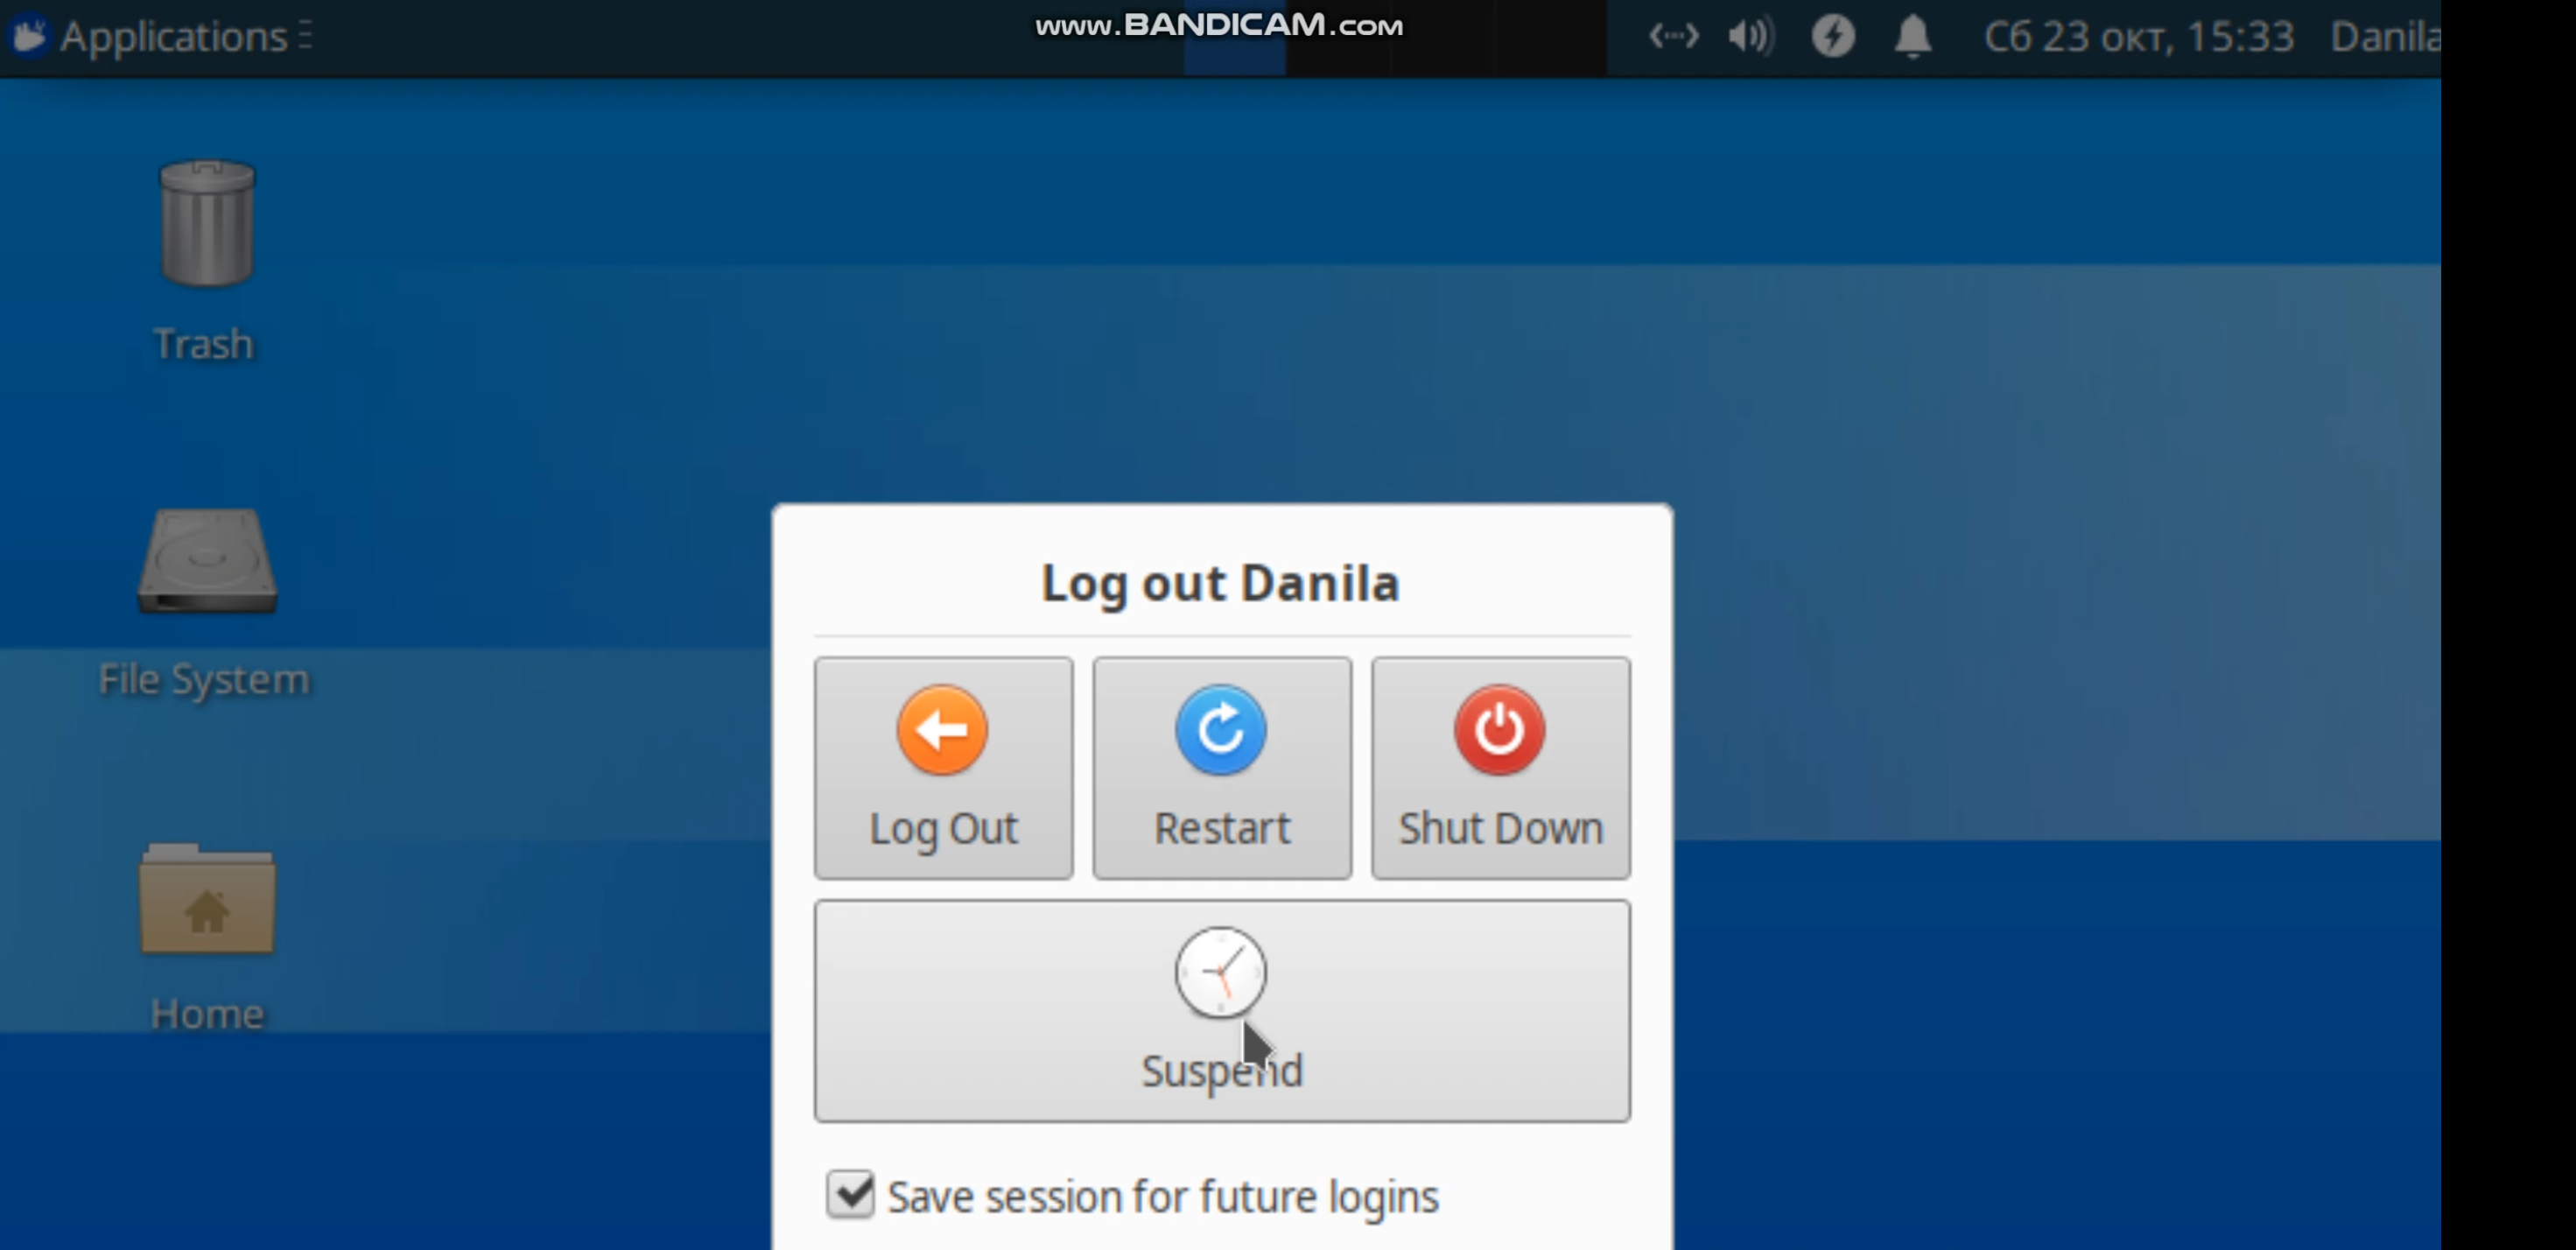 www.BANDICAM.com
Applications
Сб 23 окт, 15:33
Danila
Trash
File System
Home
Log out Danila
Log Out
Restart
Shut Down
Suspend
Save session for future logins